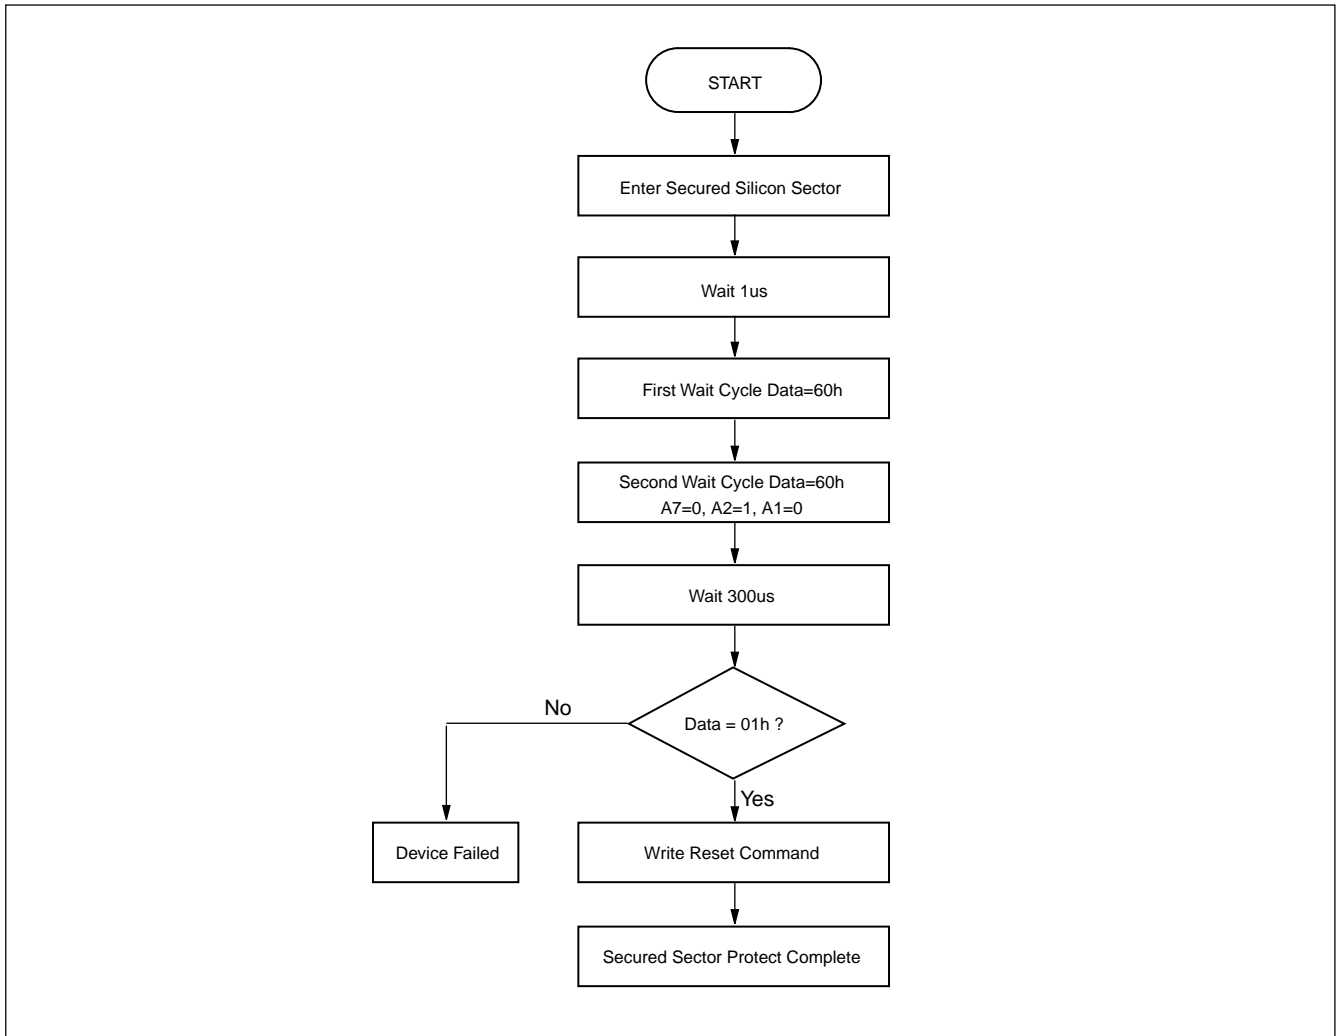 START
Enter Secured Silicon Sector
Wait 1us
First Wait Cycle Data=60h
Second Wait Cycle Data=60h
A7=0, A2=1, A1=0
Wait 300us
Data = 01h ?
No
Yes
Device Failed
Write Reset Command
Secured Sector Protect Complete